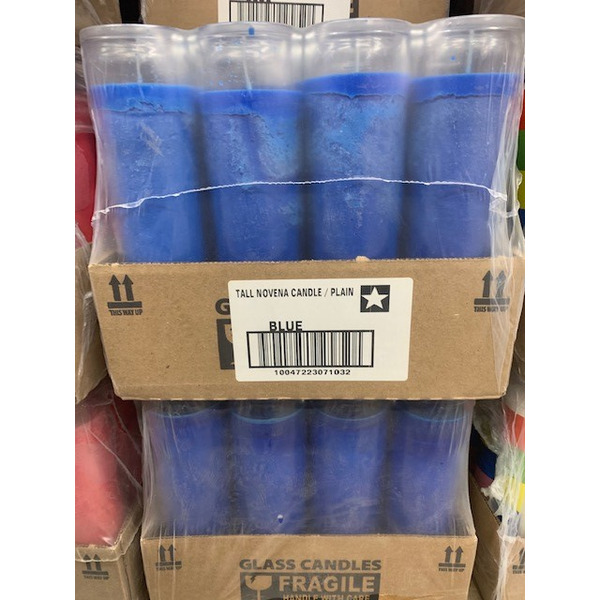 TALL NOVENA CANDLE / PLAIN
BLUE
10047223071032
THIS WAY UP
THIS WAY UP
GLASS CANDLES
FRAGILE
HANDLE WITH CARE